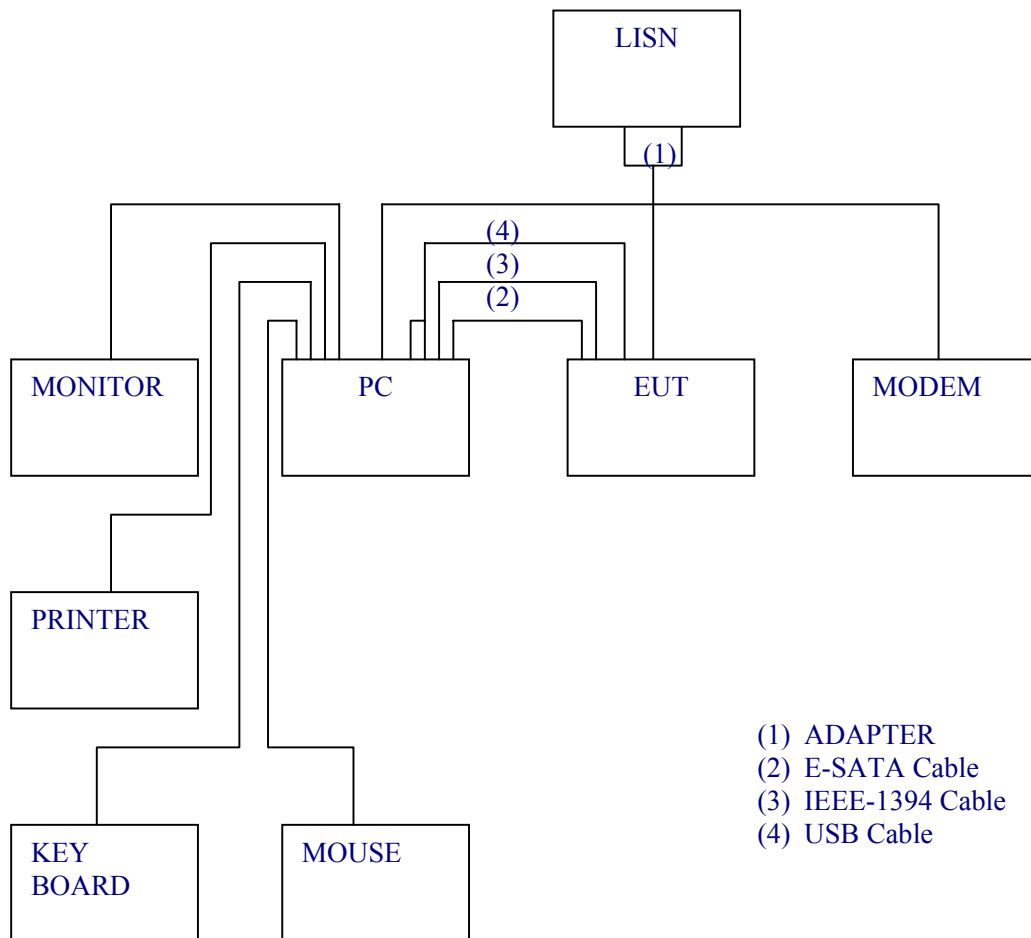 LISN
(1)
(4)
(3)
(2)
MONITOR
PC
EUT
MODEM
PRINTER
(1) ADAPTER
(2) E-SATA Cable
(3) IEEE-1394 Cable
(4) USB Cable
KEY
BOARD
MOUSE